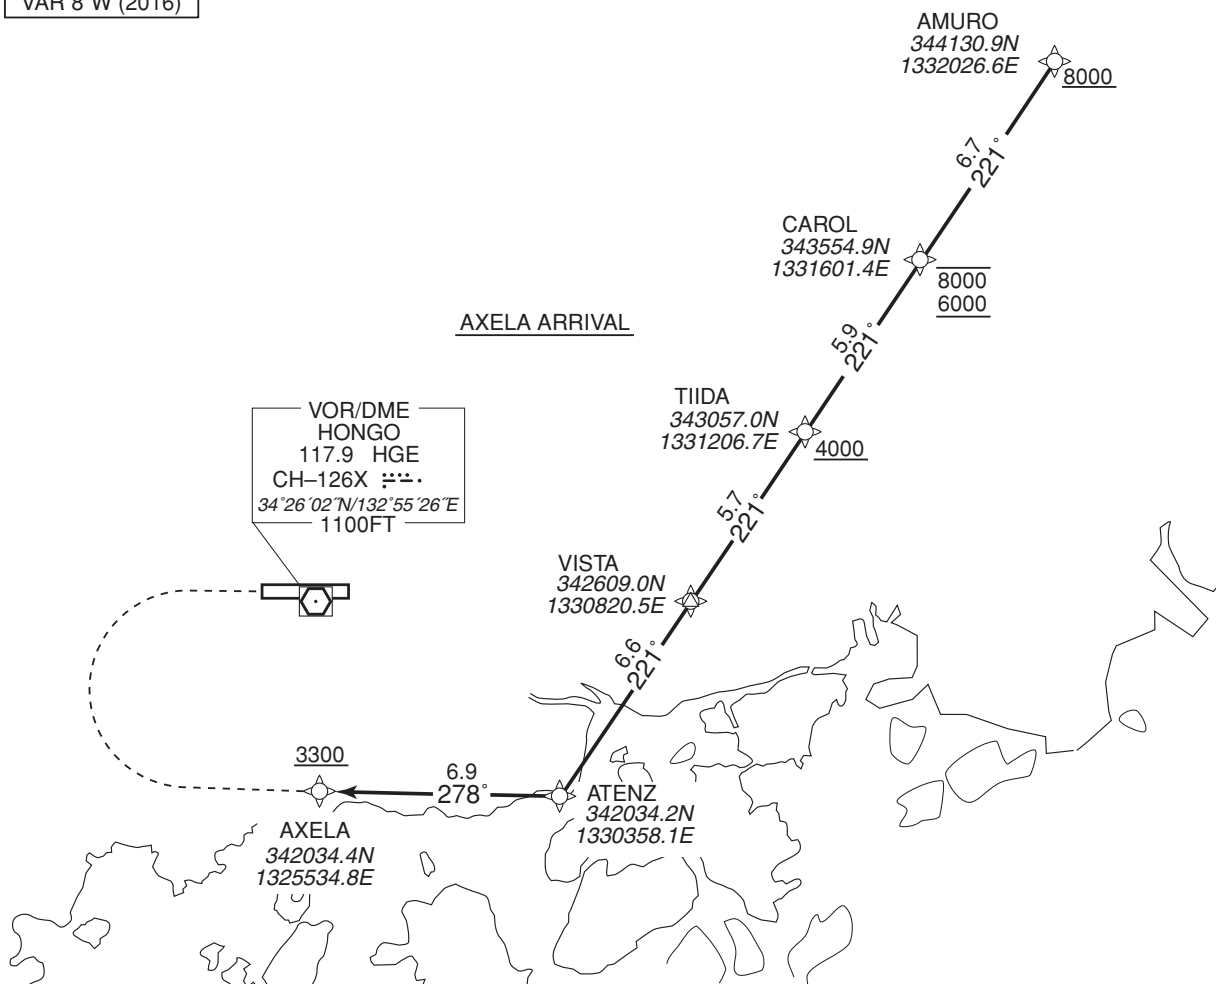 VAR 8°W (2016)
AMURO
344130.9N
1332026.6E
8000
6.7
221°
CAROL
343554.9N
1331601.4E
8000
6000
AXELA ARRIVAL
5.9
221°
TIIDA
343057.0N
1331206.7E
4000
VOR/DME
HONGO
117.9 HGE
CH–126X
34°26′02″N/132°55′26″E
1100FT
5.7
221°
VISTA
342609.0N
1330820.5E
6.6
221°
3300
6.9
278°
ATENZ
342034.2N
1330358.1E
AXELA
342034.4N
1325534.8E